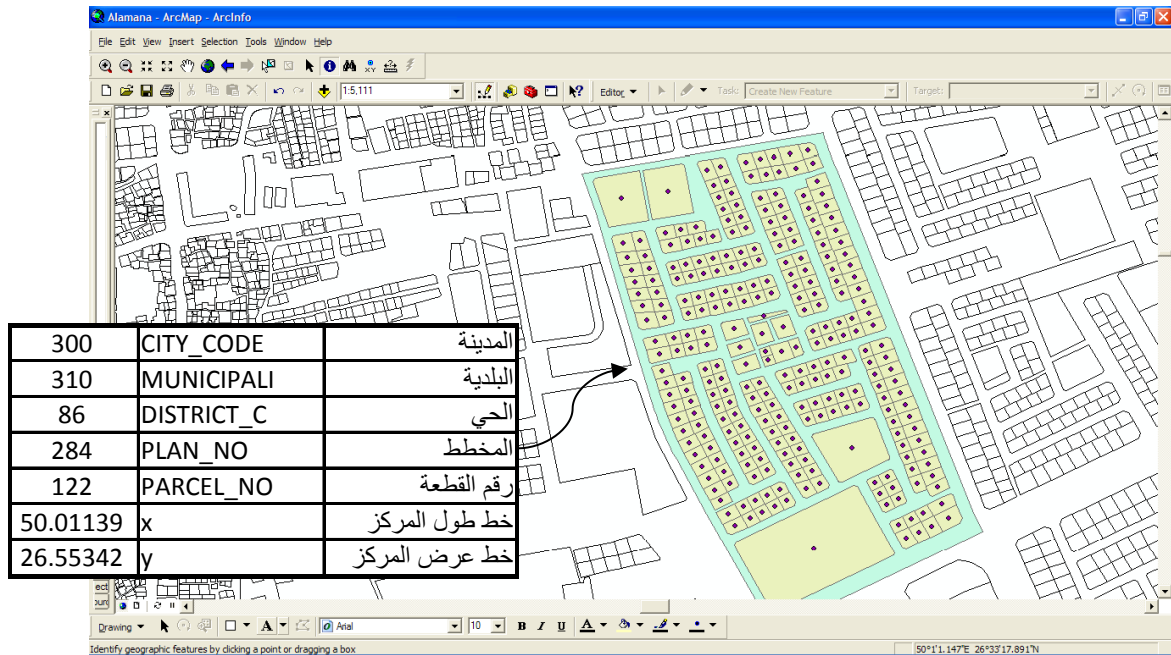 Alamana - ArcMap - ArcInfo
File Edit View Insert Selection Tools Window Help
1:5,111 Editor Task: Create New Feature Target:
300 CITY_CODE المدينة
310 MUNICIPALI البلدية
86 DISTRICT_C الحي
284 PLAN_NO المخطط
122 PARCEL_NO رقم القطعة
50.01139 x خط طول المركز
26.55342 y خط عرض المركز
Drawing A Arial 10 B I U A
Identify geographic features by clicking a point or dragging a box 50°1'1.147"E 26°33'17.891"N